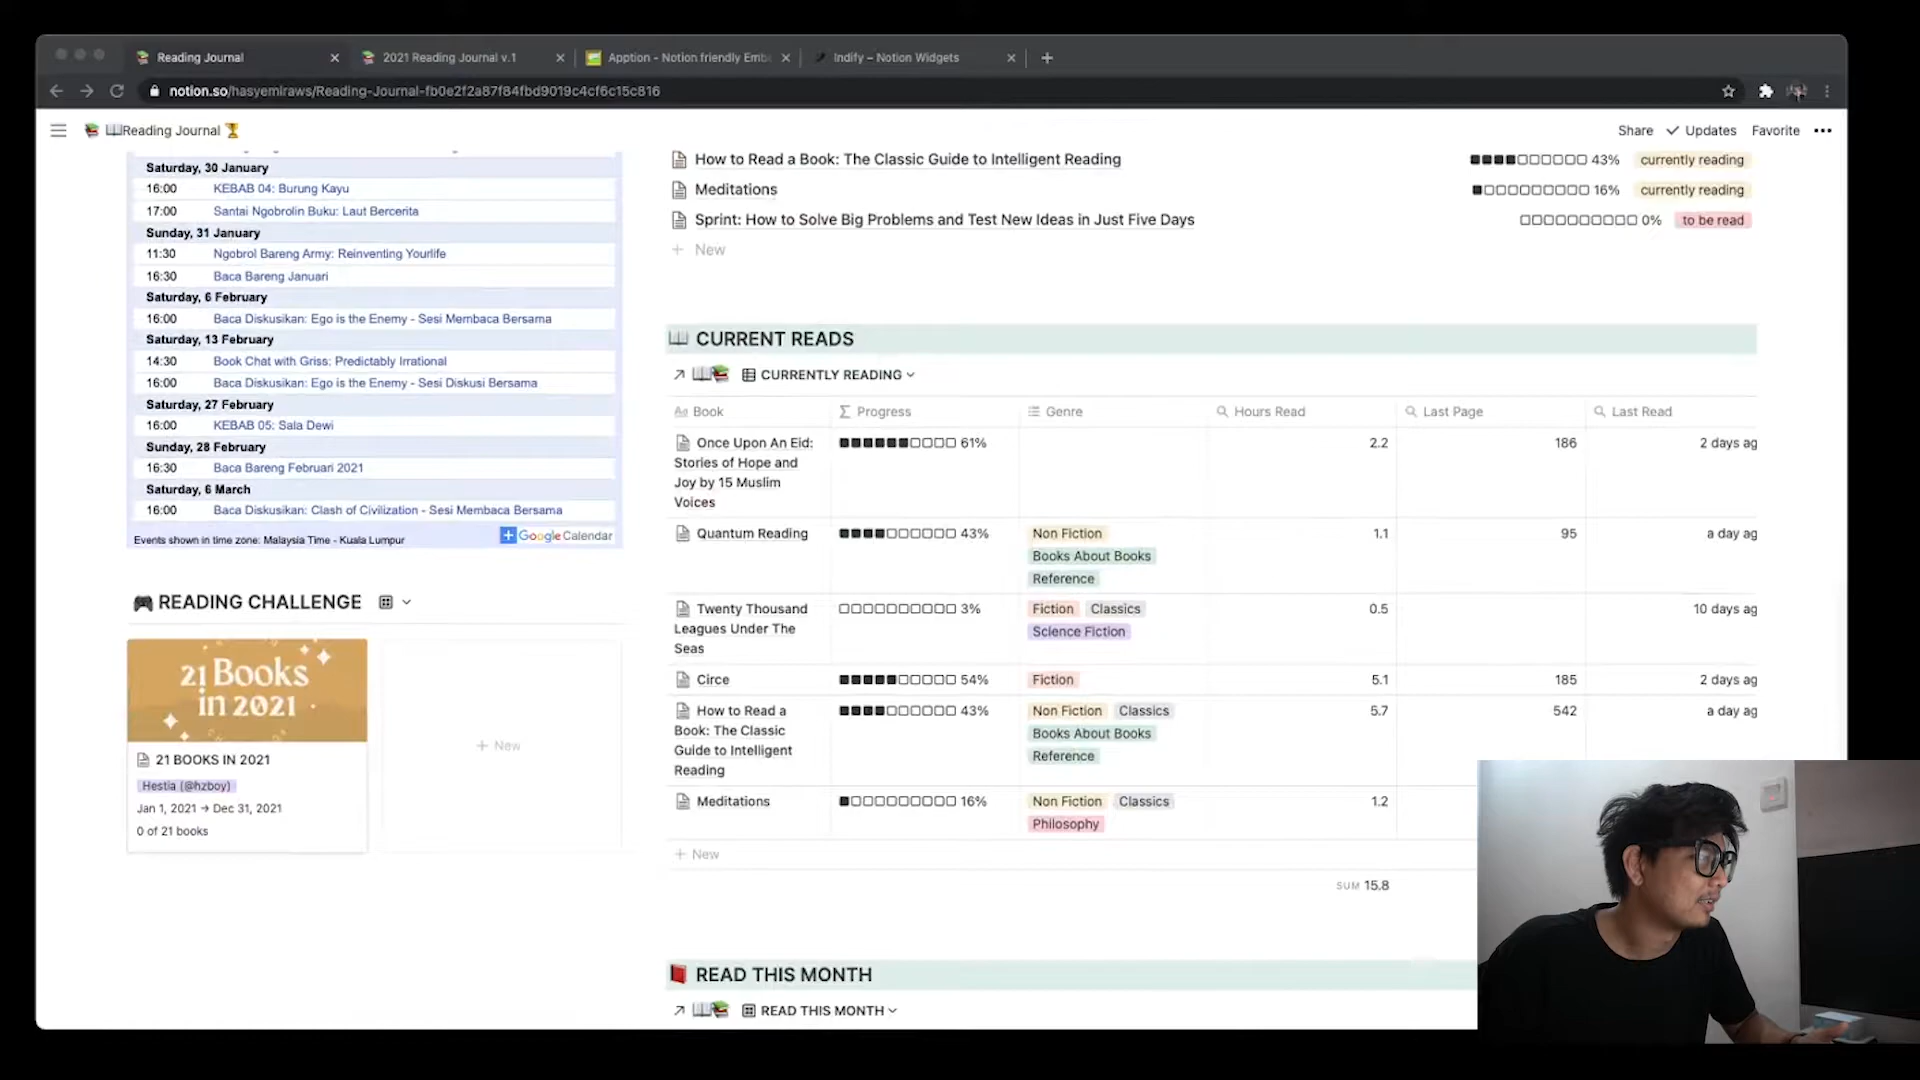 Reading Journal
2021 Reading Journal v.1
Apption - Notion friendly Emb
Indify – Notion Widgets
notion.so/hasyemiraws/Reading-Journal-fb0e2f2a87f84fbd9019c4cf6c15c816
Reading Journal
Share
Updates
Favorite
Saturday, 30 January
16:00 KEBAB 04: Burung Kayu
17:00 Santai Ngobrolin Buku: Laut Bercerita
Sunday, 31 January
11:30 Ngobrol Bareng Army: Reinventing Yourlife
16:30 Baca Bareng Januari
Saturday, 6 February
16:00 Baca Diskusikan: Ego is the Enemy - Sesi Membaca Bersama
Saturday, 13 February
14:30 Book Chat with Griss: Predictably Irrational
16:00 Baca Diskusikan: Ego is the Enemy - Sesi Diskusi Bersama
Saturday, 27 February
16:00 KEBAB 05: Sala Dewi
Sunday, 28 February
16:30 Baca Bareng Februari 2021
Saturday, 6 March
16:00 Baca Diskusikan: Clash of Civilization - Sesi Membaca Bersama
Events shown in time zone: Malaysia Time - Kuala Lumpur
Google Calendar
READING CHALLENGE
21 Books
in 2021
21 BOOKS IN 2021
Hestia (@hzboy)
Jan 1, 2021 → Dec 31, 2021
0 of 21 books
+ New
How to Read a Book: The Classic Guide to Intelligent Reading 43% currently reading
Meditations 16% currently reading
Sprint: How to Solve Big Problems and Test New Ideas in Just Five Days 0% to be read
+ New
CURRENT READS
CURRENTLY READING
Aa Book Σ Progress Genre Hours Read Last Page Last Read
Once Upon An Eid: 61% 2.2 186 2 days ag
Stories of Hope and
Joy by 15 Muslim
Voices
Quantum Reading 43% Non Fiction 1.1 95 a day ag
Books About Books
Reference
Twenty Thousand 3% Fiction Classics 0.5 10 days ag
Leagues Under The Science Fiction
Seas
Circe 54% Fiction 5.1 185 2 days ag
How to Read a 43% Non Fiction Classics 5.7 542 a day ag
Book: The Classic Books About Books
Guide to Intelligent Reference
Reading
Meditations 16% Non Fiction Classics 1.2
Philosophy
+ New
SUM 15.8
READ THIS MONTH
READ THIS MONTH